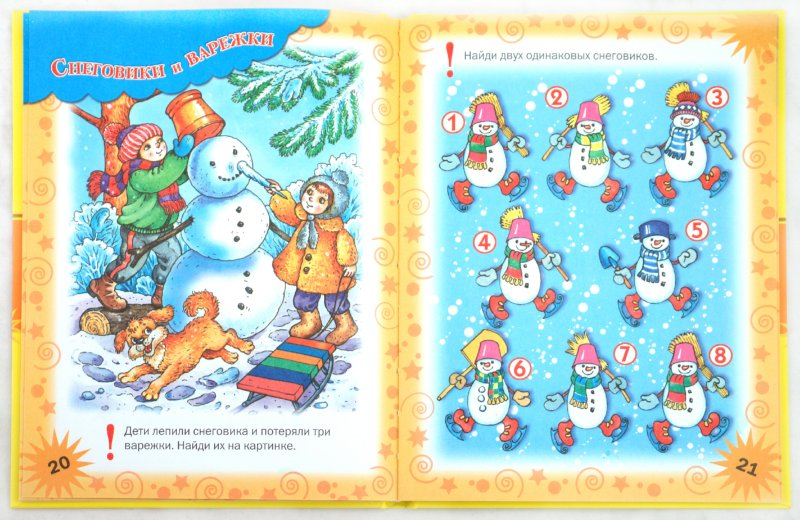 Снеговики и варежки
Дети лепили снеговика и потеряли три
варежки. Найди их на картинке.
20
Найди двух одинаковых снеговиков.
1
2
3
4
5
6
7
8
21